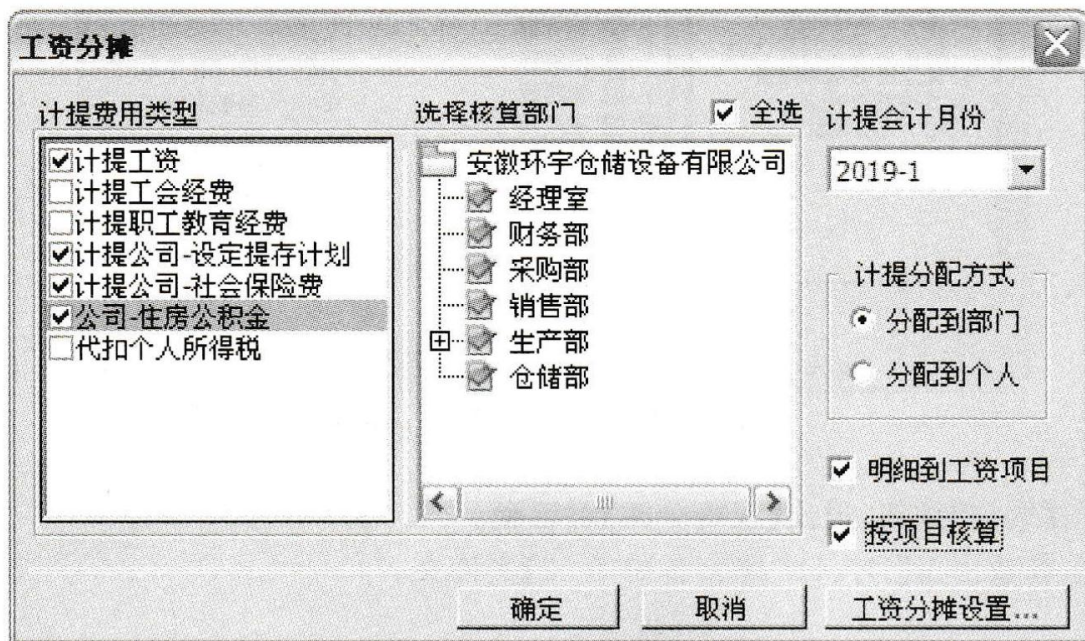 工资分摊
计提费用类型
计提工资
计提工会经费
计提职工教育经费
计提公司-设定提存计划
计提公司-社会保险费
公司-住房公积金
代扣个人所得税
选择核算部门
全选
安徽环宇仓储设备有限公司
经理室
财务部
采购部
销售部
生产部
仓储部
计提会计月份
2019-1
计提分配方式
分配到部门
分配到个人
明细到工资项目
按项目核算
确定
取消
工资分摊设置...